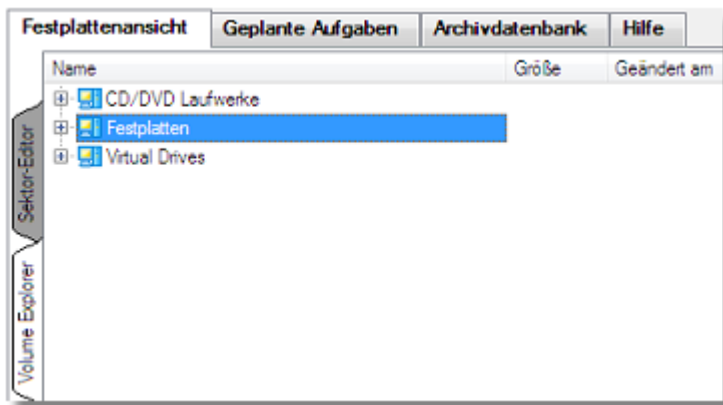 Festplattenansicht Geplante Aufgaben Archivdatenbank Hilfe
Name Größe Geändert am
CD/DVD Laufwerke
Festplatten
Virtual Drives
Sektor-Editor
Volume Explorer